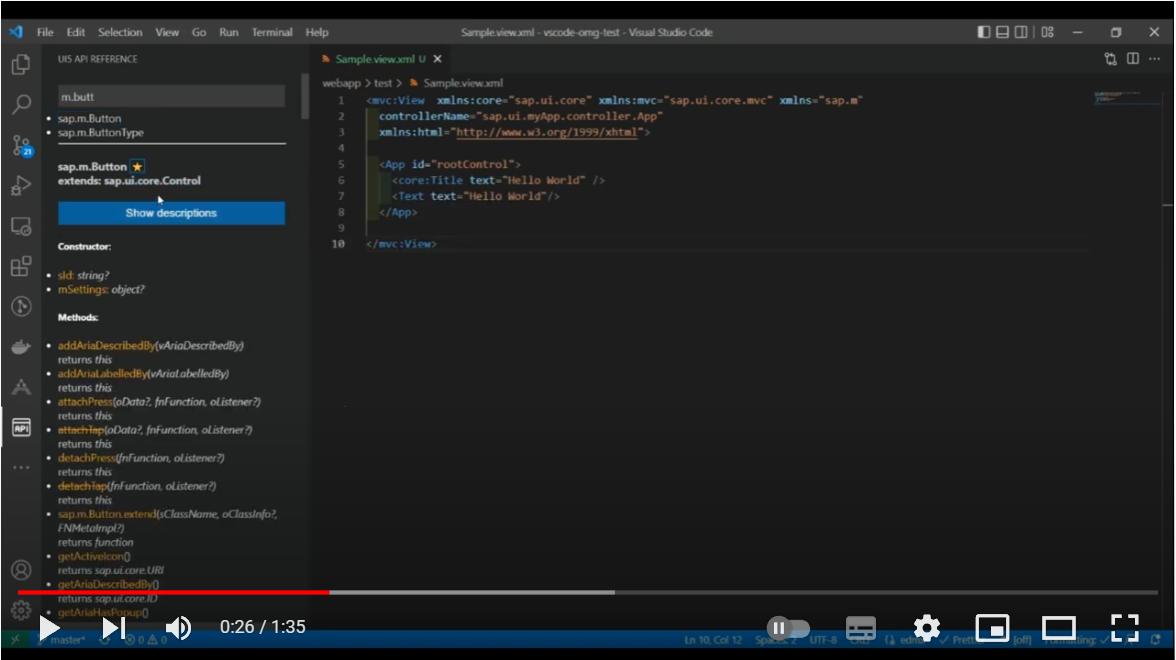 File Edit Selection View Go Run Terminal Help
Sample.view.xml - vscode-omg-test - Visual Studio Code
UI5 API REFERENCE
Sample.view.xml U
webapp > test > Sample.view.xml
m.butt
sap.m.Button
sap.m.ButtonType
sap.m.Button
extends: sap.ui.core.Control
Show descriptions
Constructor:
sId: string?
mSettings: object?
Methods:
addAriaDescribedBy(vAriaDescribedBy)
returns this
addAriaLabelledBy(vAriaLabelledBy)
returns this
attachPress(oData?, fnFunction, oListener?)
returns this
attachTap(oData?, fnFunction, oListener?)
returns this
detachPress(fnFunction, oListener?)
returns this
detachTap(fnFunction, oListener?)
returns this
sap.m.Button.extend(sClassName, oClassInfo?,
FNMetaImpl?)
returns function
getActiveIcon()
returns sap.ui.core.URI
getAriaDescribedBy()
returns sap.ui.core.ID
getAriaHasPopup()
1 <mvc:View xmlns:core="sap.ui.core" xmlns:mvc="sap.ui.core.mvc" xmlns="sap.m"
2 controllerName="sap.ui.myApp.controller.App"
3 xmlns:html="http://www.w3.org/1999/xhtml">
4
5 <App id="rootControl">
6 <core:Title text="Hello World" />
7 <Text text="Hello World"/>
8 </App>
9
10 </mvc:View>
21
API
0:26 / 1:35
master* 0 0
Ln 10, Col 12 UTF-8 [off]